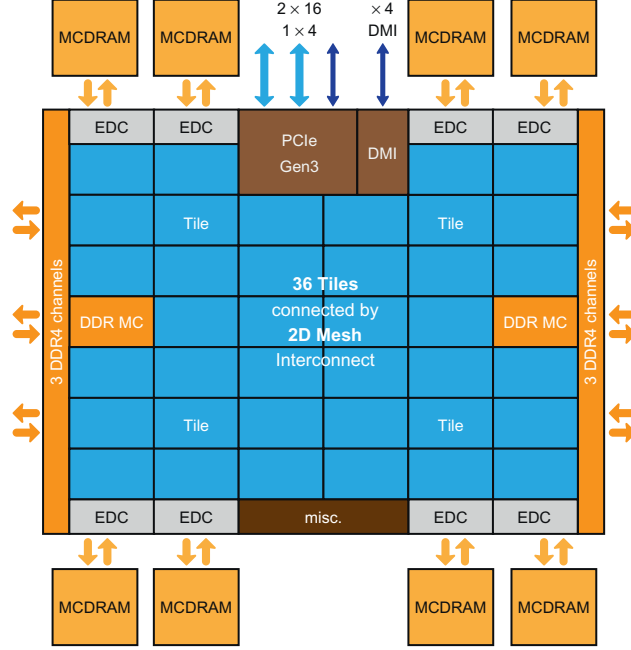 2 × 16
1 × 4
× 4
DMI
MCDRAM
MCDRAM
MCDRAM
MCDRAM
EDC
EDC
PCIe
Gen3
DMI
EDC
EDC
Tile
Tile
3 DDR4 channels
36 Tiles
connected by
2D Mesh
Interconnect
DDR MC
DDR MC
3 DDR4 channels
Tile
Tile
EDC
EDC
misc.
EDC
EDC
MCDRAM
MCDRAM
MCDRAM
MCDRAM